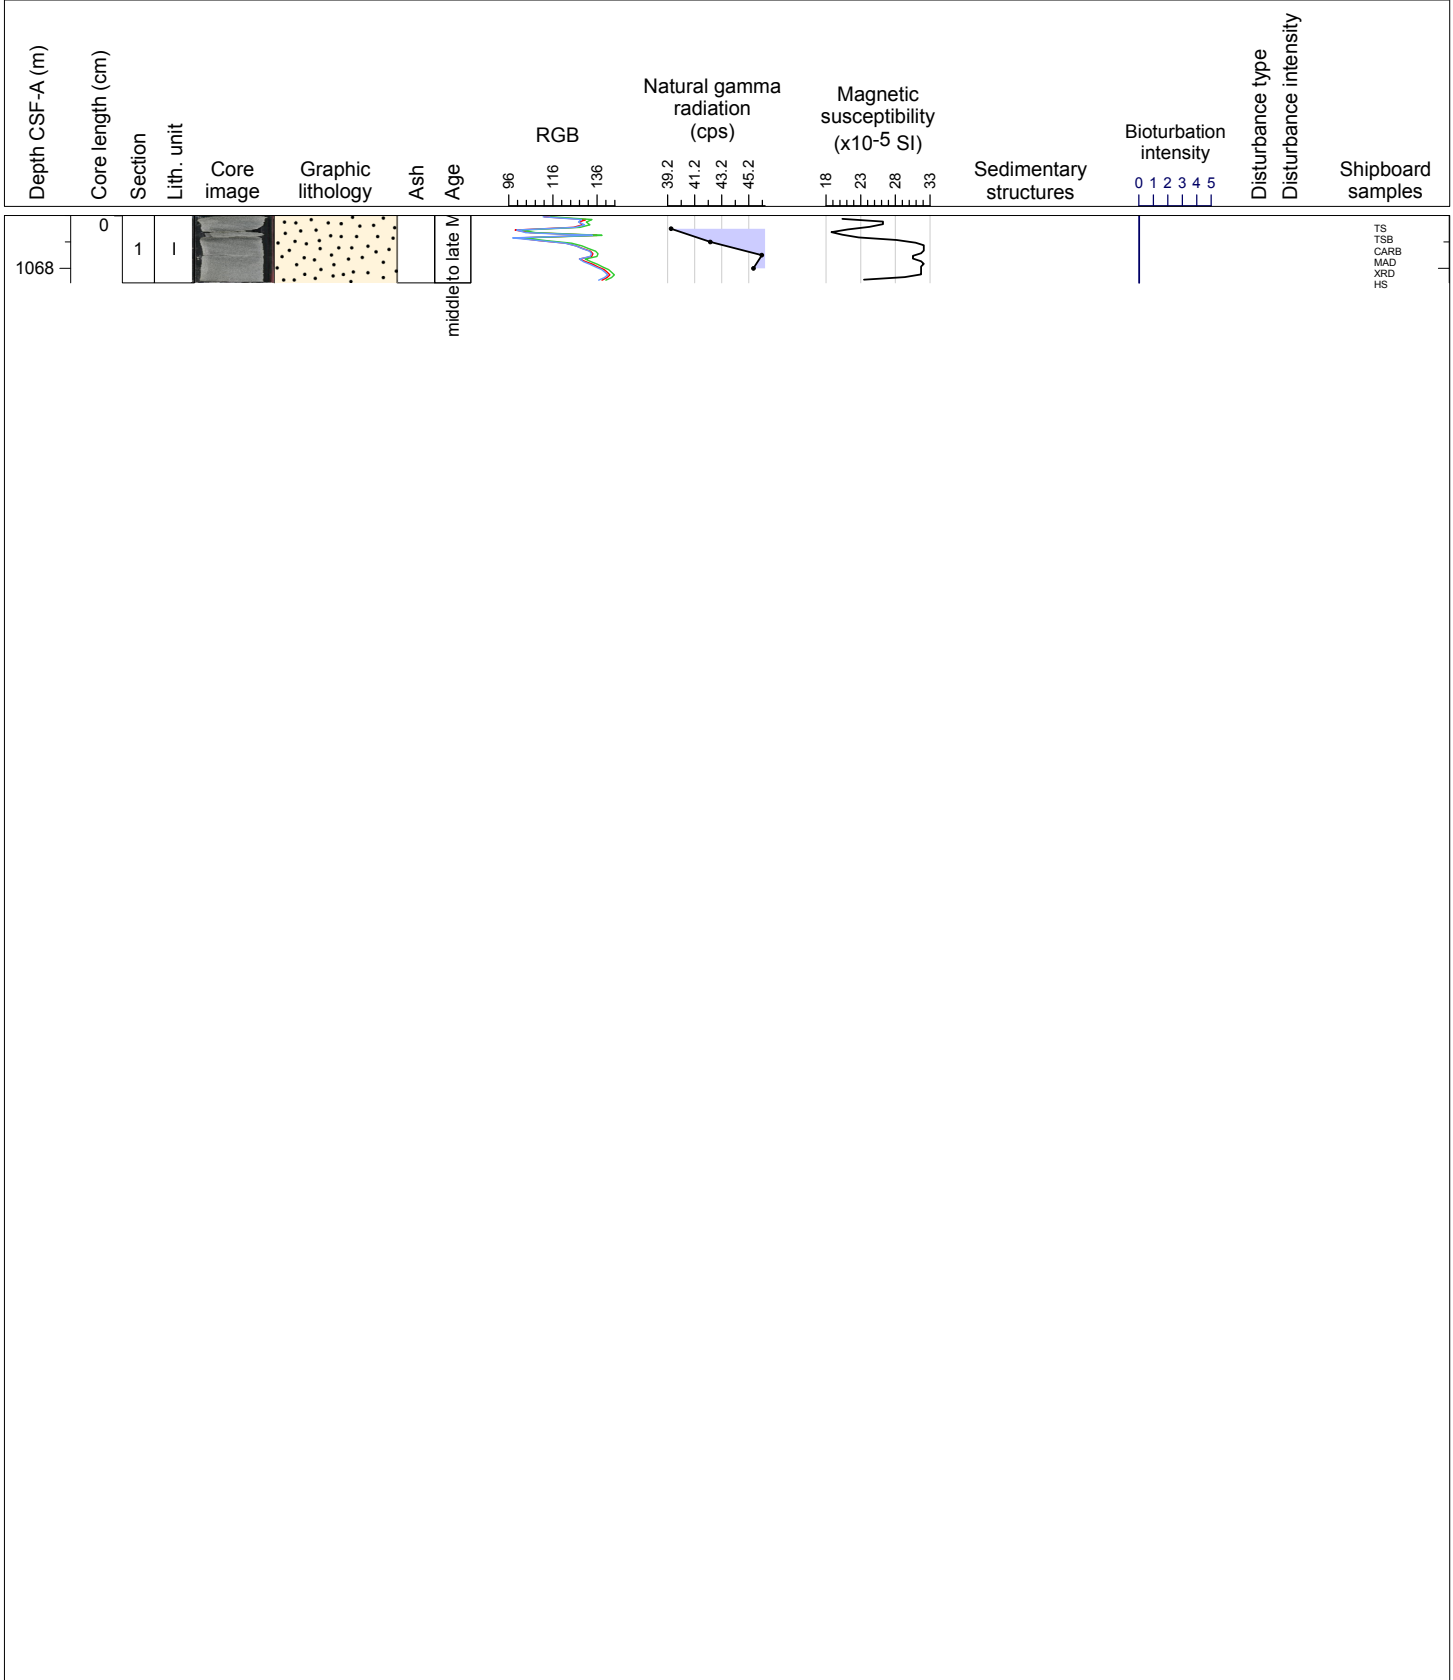 Depth CSF-A (m)
Core length (cm)
Section
Lith. unit
Core
image
Graphic
lithology
Ash
Age
RGB
96 116 136
Natural gamma
radiation
(cps)
39.2 41.2 43.2 45.2
Magnetic
susceptibility
(x10-5 SI)
18 23 28 33
Sedimentary
structures
Bioturbation
intensity
0 1 2 3 4 5
Disturbance type
Disturbance intensity
Shipboard
samples
0
1068
1
I
middle to late M
TS
TSB
CARB
MAD
XRD
HS